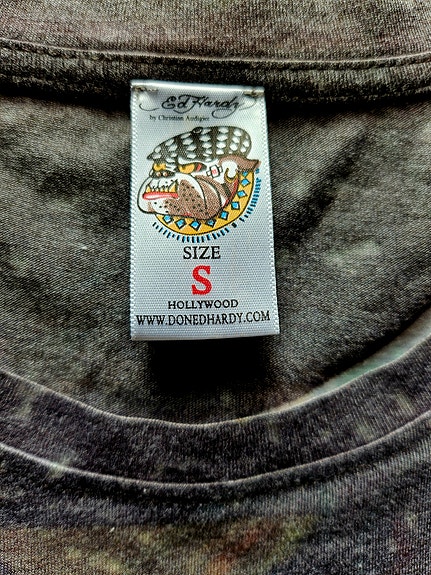 Ed Hardy
by Christian Audigier
SIZE
S
HOLLYWOOD
WWW.DONEDHARDY.COM